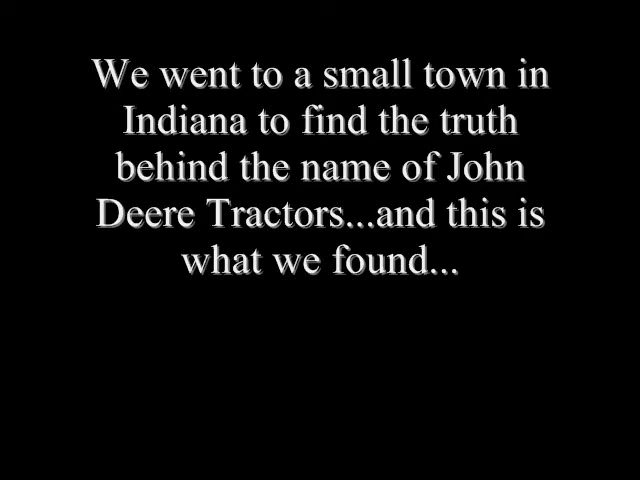 We went to a small town in
Indiana to find the truth
behind the name of John
Deere Tractors...and this is
what we found...